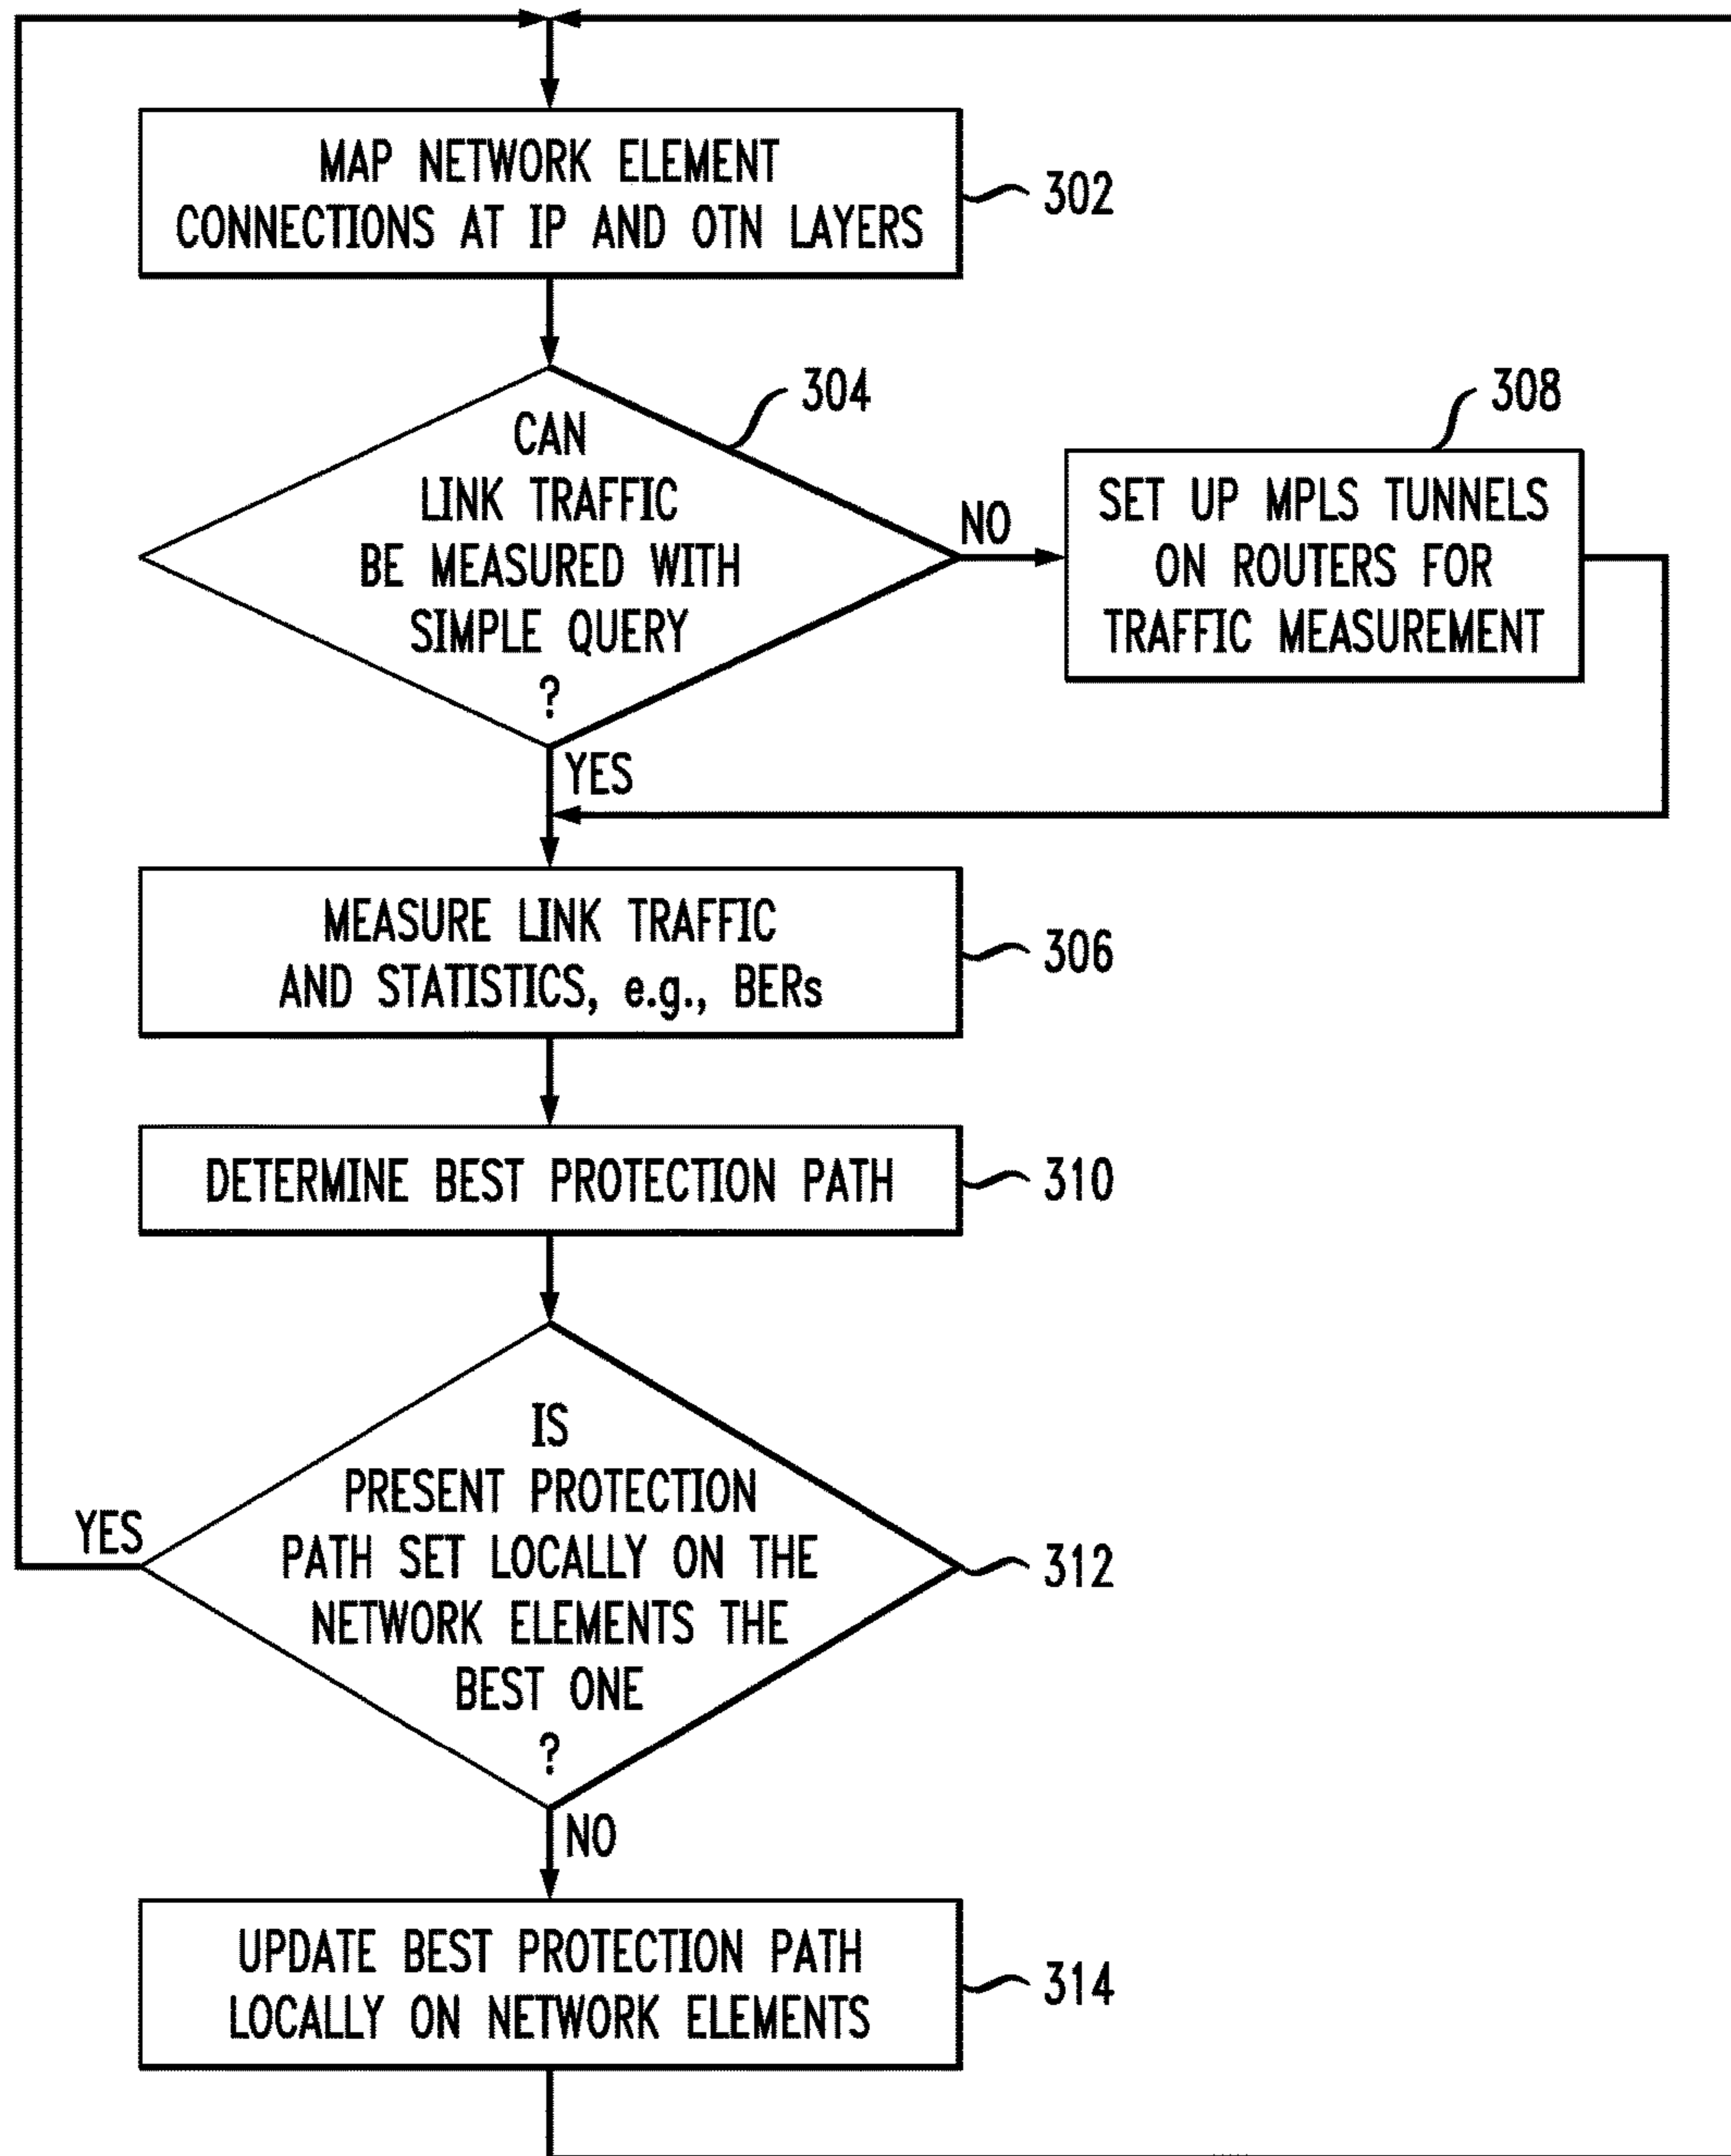 MAP NETWORK ELEMENT
CONNECTIONS AT IP AND OTN LAYERS
302
304
CAN
LINK TRAFFIC
BE MEASURED WITH
SIMPLE QUERY
?
NO
308
SET UP MPLS TUNNELS
ON ROUTERS FOR
TRAFFIC MEASUREMENT
YES
MEASURE LINK TRAFFIC
AND STATISTICS, e.g., BERs
306
DETERMINE BEST PROTECTION PATH
310
IS
PRESENT PROTECTION
PATH SET LOCALLY ON THE
NETWORK ELEMENTS THE
BEST ONE
?
YES
312
NO
UPDATE BEST PROTECTION PATH
LOCALLY ON NETWORK ELEMENTS
314